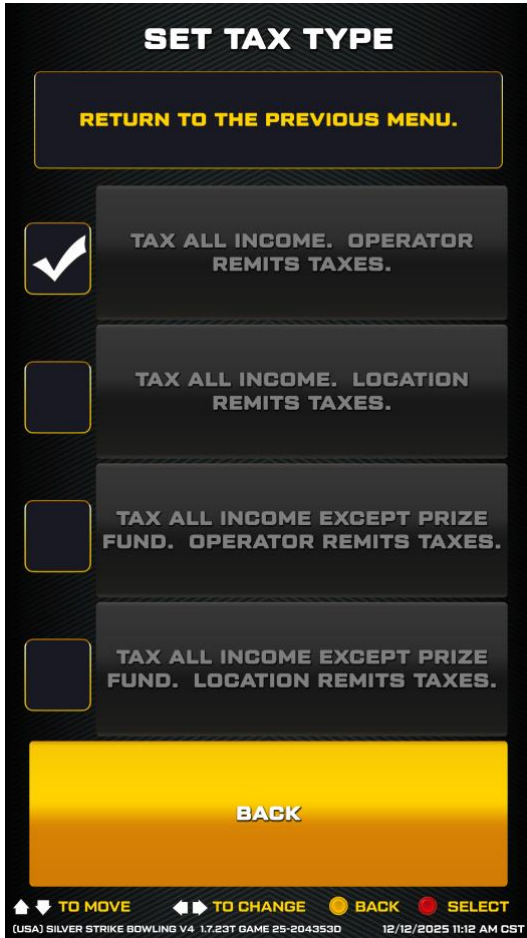 SET TAX TYPE
RETURN TO THE PREVIOUS MENU.
TAX ALL INCOME. OPERATOR
REMITS TAXES.
TAX ALL INCOME. LOCATION
REMITS TAXES.
TAX ALL INCOME EXCEPT PRIZE
FUND. OPERATOR REMITS TAXES.
TAX ALL INCOME EXCEPT PRIZE
FUND. LOCATION REMITS TAXES.
BACK
TO MOVE TO CHANGE BACK SELECT
(USA) SILVER STRIKE BOWLING V4 1.7.23T GAME 25-204353D 12/12/2025 11:12 AM CST